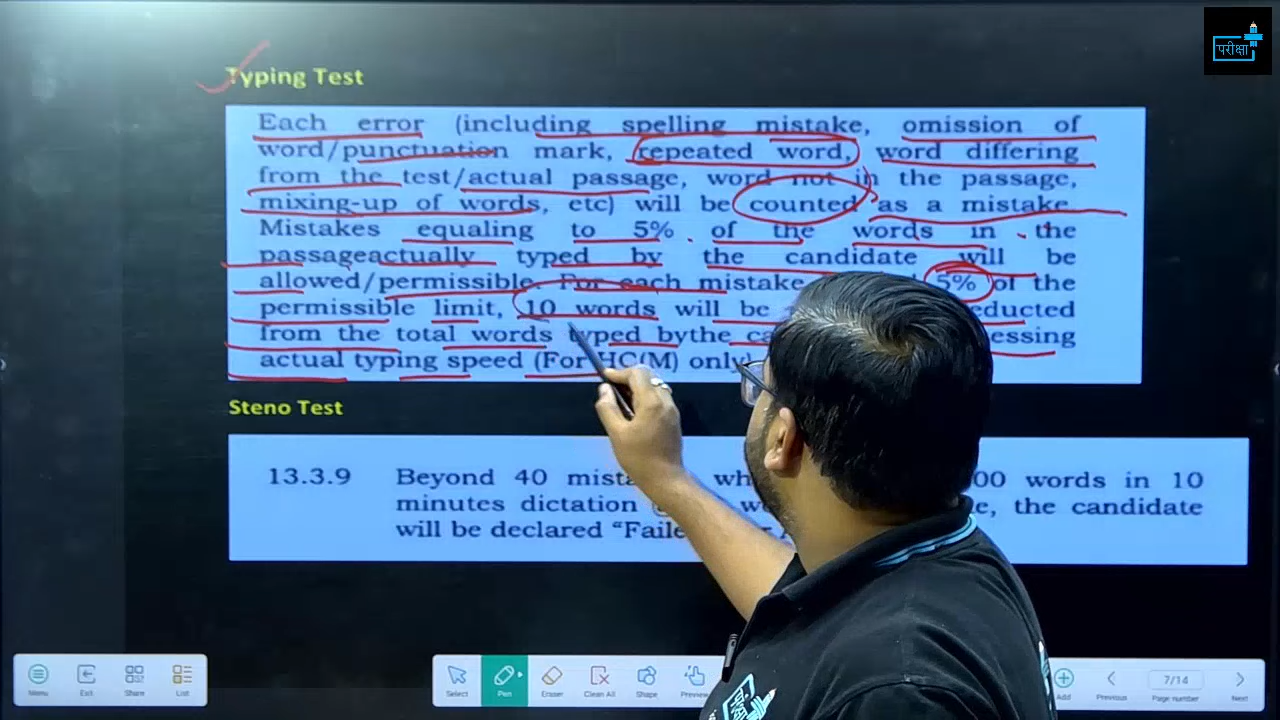 परीक्षा
Typing Test
Each error (including spelling mistake, omission of
word/punctuation mark, repeated word, word differing
from the test/actual passage, word not in the passage,
mixing-up of words, etc) will be counted as a mistake.
Mistakes equaling to 5% of the words in the
passageactually typed by the candidate will be
allowed/permissible. For each mistake 5% of the
permissible limit, 10 words will be educted
from the total words typed bythe ca essing
actual typing speed (For HC(M) only)
Steno Test
13.3.9 Beyond 40 mista wh 00 words in 10
minutes dictation e, the candidate
will be declared “Faile
Menu Exit Share List Select Pen Eraser Clean All Shape Preview Add Previous 7/14 Page number Next